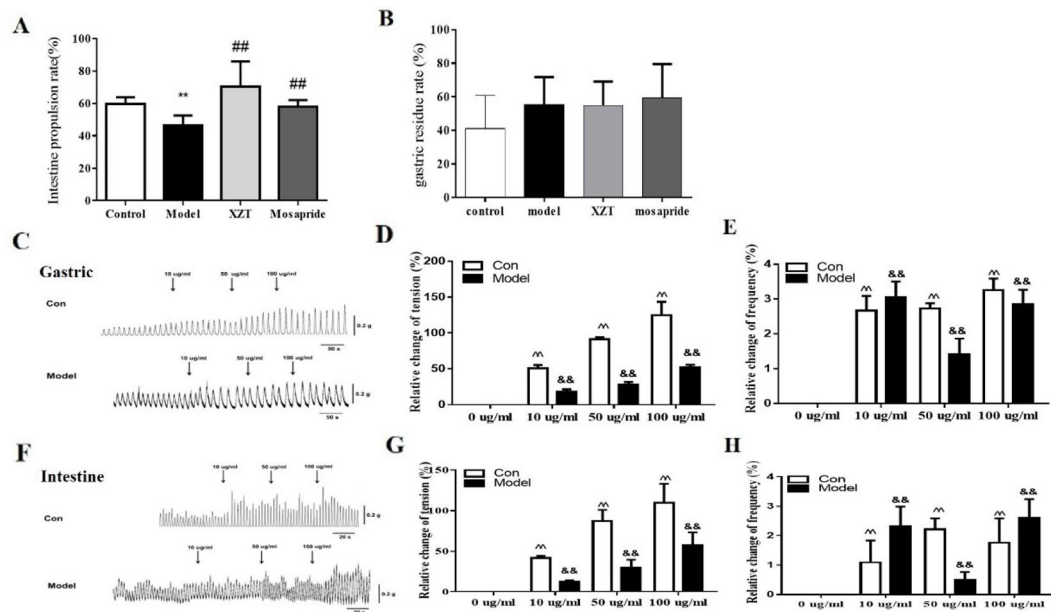 A
Intestine propulsion rate(%)
100
80
60
40
20
0
**
##
##
Control Model XZT Mosapride
B
gastric residue rate (%)
100
80
60
40
20
0
control model XZT mosapride
C
Gastric
10 ug/ml 50 ug/ml 100 ug/ml
Con
0.2 g
50 s
10 ug/ml 50 ug/ml 100 ug/ml
Model
0.2 g
50 s
D
Relative change of tension (%)
200
150
100
50
0
Con
Model
^^ && ^^ && ^^ &&
0 ug/ml 10 ug/ml 50 ug/ml 100 ug/ml
E
Relative change of frequency (%)
4
3
2
1
0
Con
Model
^^ && ^^ && ^^ &&
0 ug/ml 10 ug/ml 50 ug/ml 100 ug/ml
F
Intestine
10 ug/ml 50 ug/ml 100 ug/ml
Con
0.2 g
20 s
10 ug/ml 50 ug/ml 100 ug/ml
Model
0.2 g
G
Relative change of tension (%)
150
100
50
0
Con
Model
^^ && ^^ && ^^ &&
0 ug/ml 10 ug/ml 50 ug/ml 100 ug/ml
H
Relative change of frequency (%)
4
3
2
1
0
Con
Model
^^ && ^^ && ^^ &&
0 ug/ml 10 ug/ml 50 ug/ml 100 ug/ml